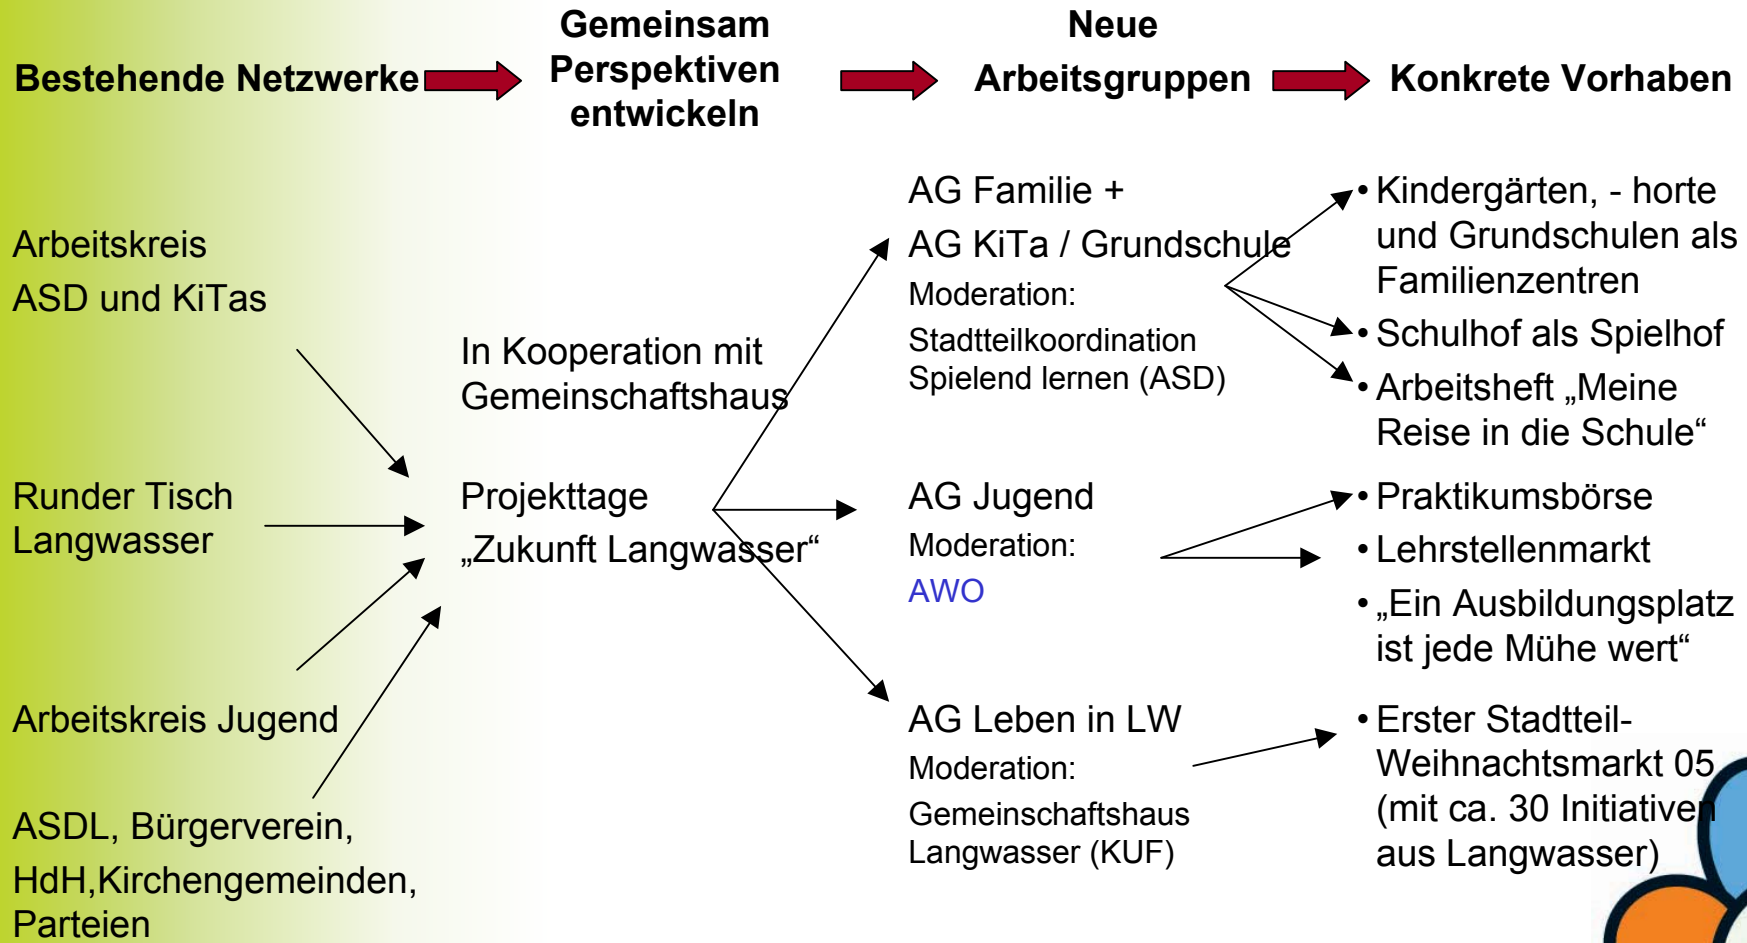 Bestehende Netzwerke
Gemeinsam
Perspektiven
entwickeln
Neue
Arbeitsgruppen
Konkrete Vorhaben
Arbeitskreis
ASD und KiTas
Runder Tisch
Langwasser
Arbeitskreis Jugend
ASDL, Bürgerverein,
HdH,Kirchengemeinden,
Parteien
In Kooperation mit
Gemeinschaftshaus
Projekttage
„Zukunft Langwasser“
AG Familie +
AG KiTa / Grundschule
Moderation:
Stadtteilkoordination
Spielend lernen (ASD)
AG Jugend
Moderation:
AWO
AG Leben in LW
Moderation:
Gemeinschaftshaus
Langwasser (KUF)
• Kindergärten, - horte
und Grundschulen als
Familienzentren
• Schulhof als Spielhof
• Arbeitsheft „Meine
Reise in die Schule“
• Praktikumsbörse
• Lehrstellenmarkt
• „Ein Ausbildungsplatz
ist jede Mühe wert“
• Erster Stadtteil-
Weihnachtsmarkt 05
(mit ca. 30 Initiativen
aus Langwasser)